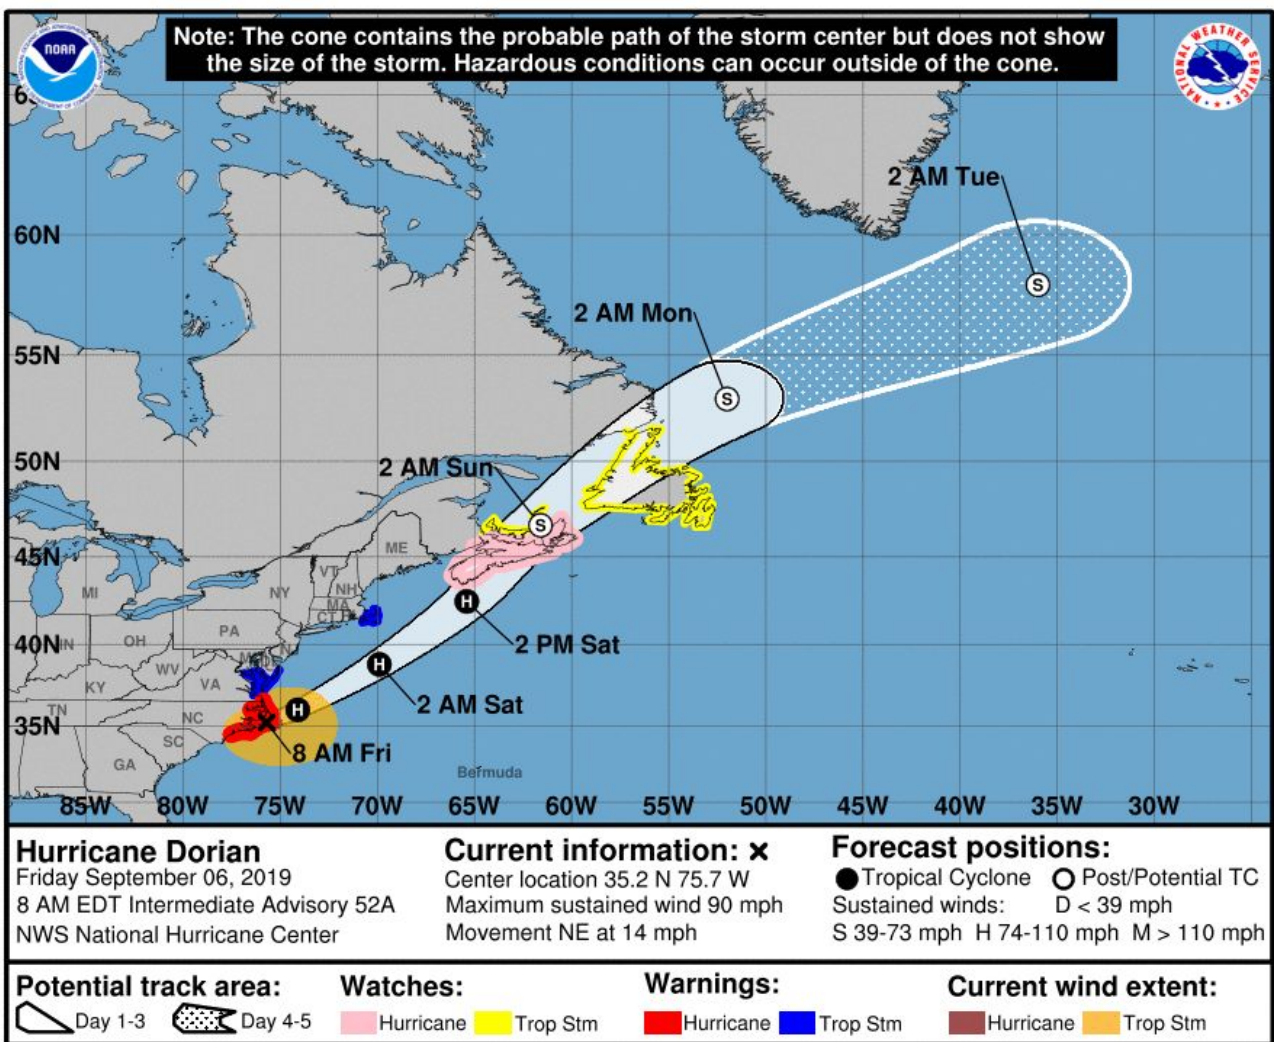 Note: The cone contains the probable path of the storm center but does not show
the size of the storm. Hazardous conditions can occur outside of the cone.
NOAA
NATIONAL WEATHER SERVICE
2 AM Tue
60N
S
2 AM Mon
55N
S
50N
2 AM Sun
S
45N
ME
VT
NH
MI
NY
MA
CT
H
2 PM Sat
40N
PA
OH
IN
H
WV
VA
KY
2 AM Sat
H
TN
NC
35N
SC
8 AM Fri
GA
Bermuda
85W 80W 75W 70W 65W 60W 55W 50W 45W 40W 35W 30W
Hurricane Dorian
Friday September 06, 2019
8 AM EDT Intermediate Advisory 52A
NWS National Hurricane Center
Current information: ×
Center location 35.2 N 75.7 W
Maximum sustained wind 90 mph
Movement NE at 14 mph
Forecast positions:
Tropical Cyclone Post/Potential TC
Sustained winds: D < 39 mph
S 39-73 mph H 74-110 mph M > 110 mph
Potential track area:
Day 1-3 Day 4-5
Watches:
Hurricane Trop Stm
Warnings:
Hurricane Trop Stm
Current wind extent:
Hurricane Trop Stm